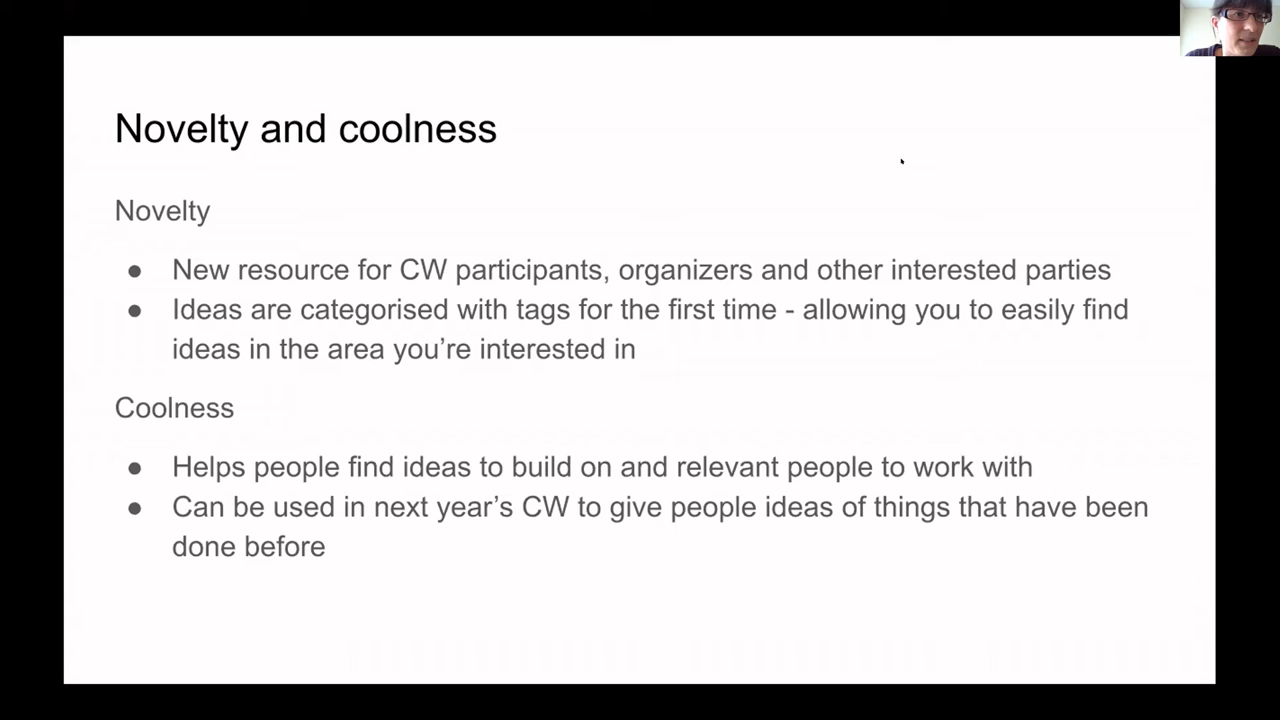 Novelty and coolness
Novelty
● New resource for CW participants, organizers and other interested parties
● Ideas are categorised with tags for the first time - allowing you to easily find
ideas in the area you’re interested in
Coolness
● Helps people find ideas to build on and relevant people to work with
● Can be used in next year’s CW to give people ideas of things that have been
done before